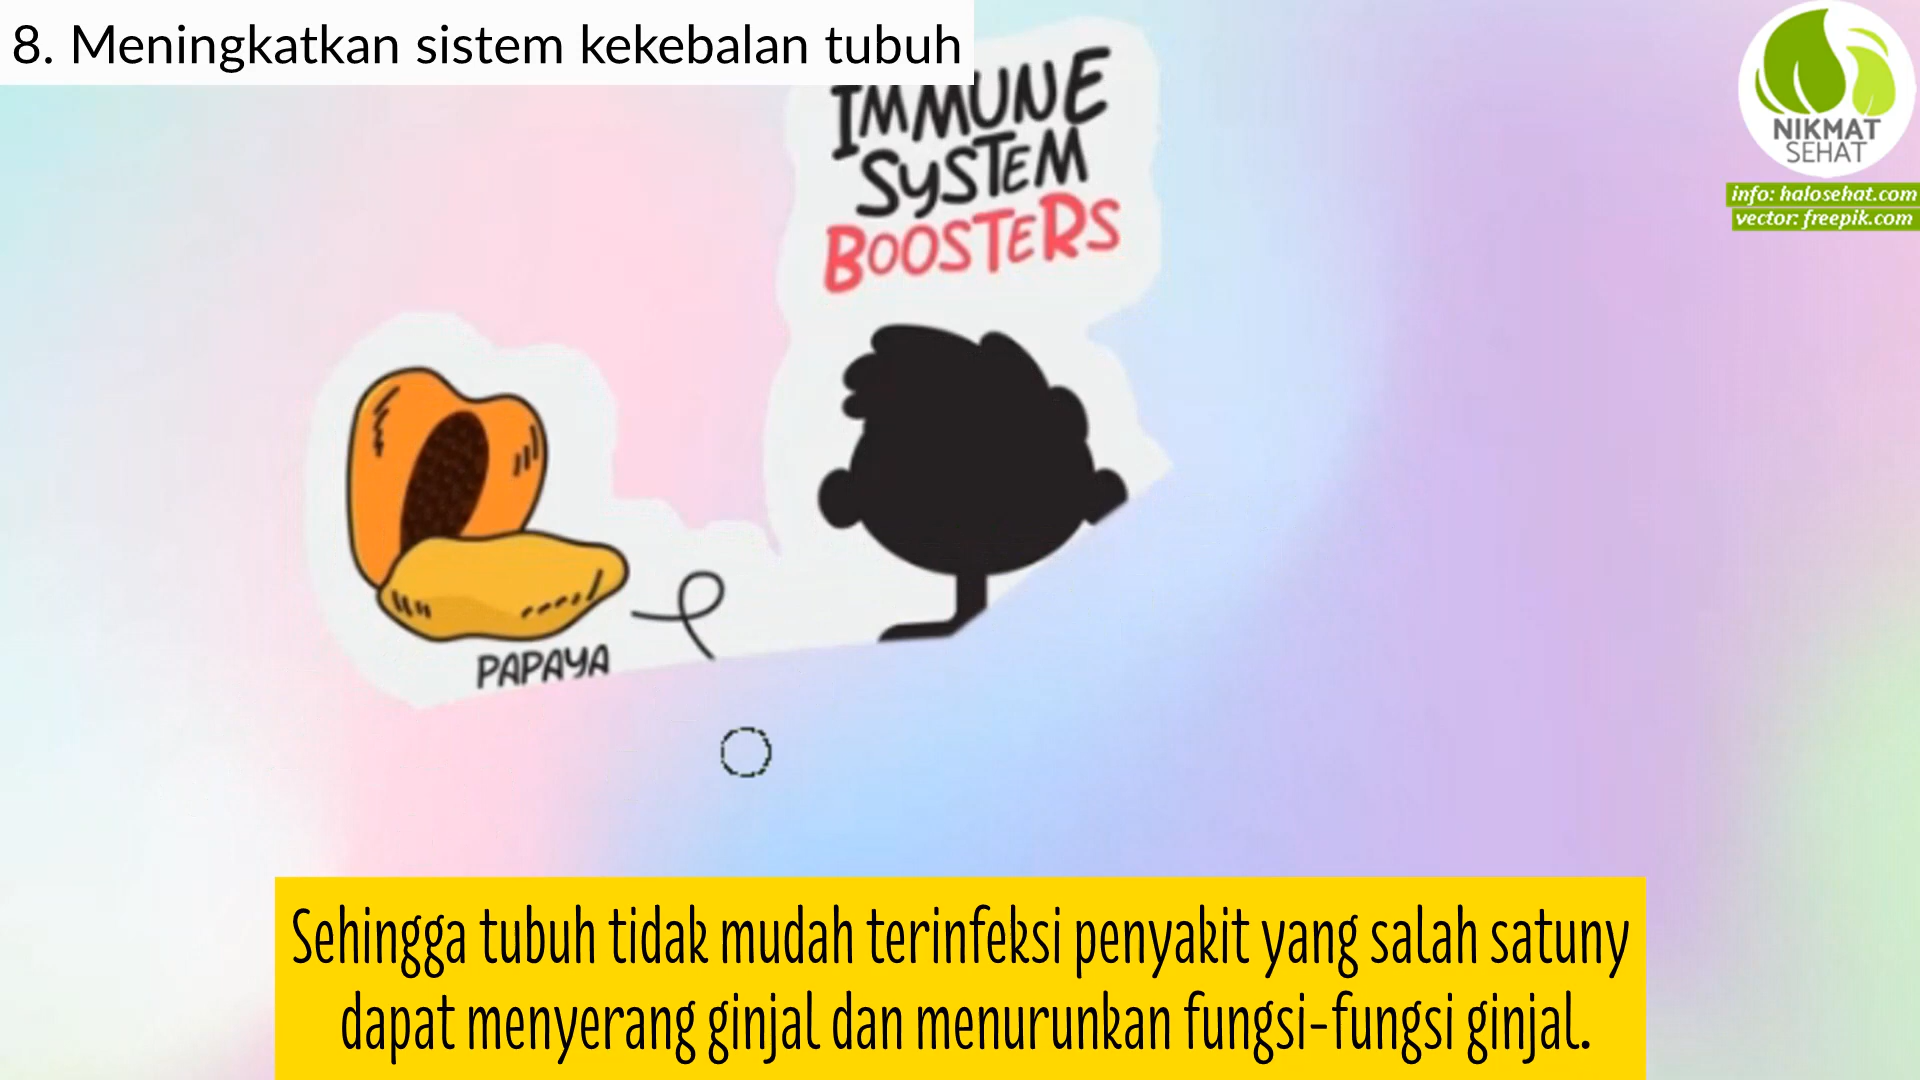 8. Meningkatkan sistem kekebalan tubuh
IMMUNE
SYSTEM
BOOSTERS
NIKMAT
SEHAT
info: halosehat.com
vector: freepik.com
PAPAYA
Sehingga tubuh tidak mudah terinfeksi penyakit yang salah satuny
dapat menyerang ginjal dan menurunkan fungsi-fungsi ginjal.